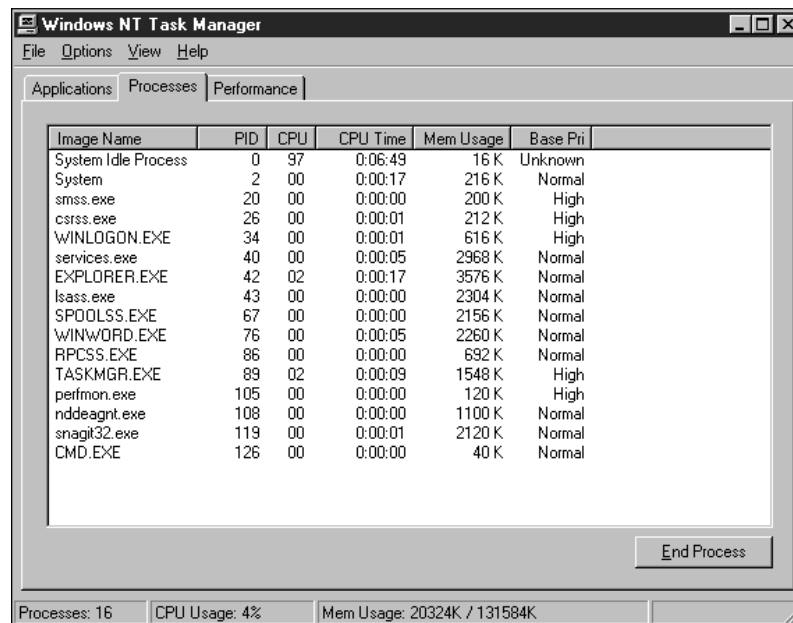 Windows NT Task Manager
File Options View Help
Applications Processes Performance
Image Name PID CPU CPU Time Mem Usage Base Pri
System Idle Process 0 97 0:06:49 16 K Unknown
System 2 00 0:00:17 216 K Normal
smss.exe 20 00 0:00:00 200 K High
csrss.exe 26 00 0:00:01 212 K High
WINLOGON.EXE 34 00 0:00:01 616 K High
services.exe 40 00 0:00:05 2968 K Normal
EXPLORER.EXE 42 02 0:00:17 3576 K Normal
lsass.exe 43 00 0:00:00 2304 K Normal
SPOOLSS.EXE 67 00 0:00:00 2156 K Normal
WINWORD.EXE 76 00 0:00:05 2260 K Normal
RPCSS.EXE 86 00 0:00:00 692 K Normal
TASKMGR.EXE 89 02 0:00:09 1548 K High
perfmon.exe 105 00 0:00:00 120 K High
nddeagnt.exe 108 00 0:00:00 1100 K Normal
snagit32.exe 119 00 0:00:01 2120 K Normal
CMD.EXE 126 00 0:00:00 40 K Normal
End Process
Processes: 16 CPU Usage: 4% Mem Usage: 20324K / 131584K